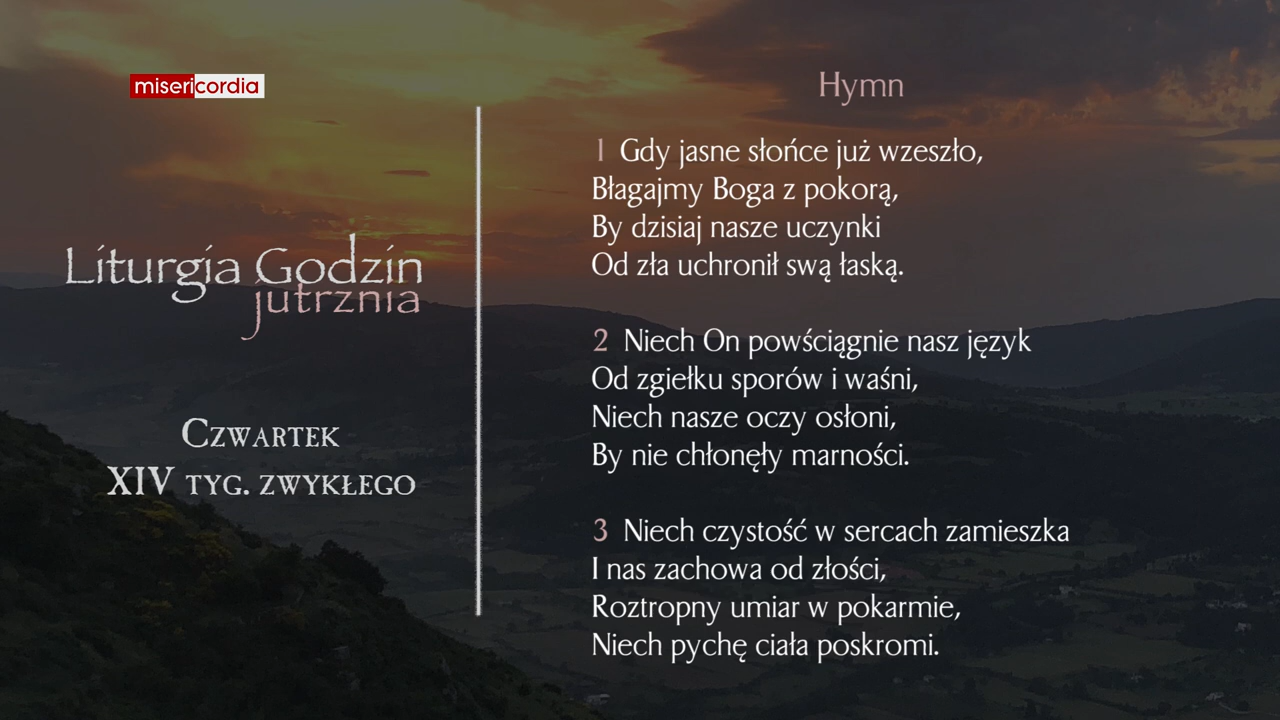 misericordia
Liturgia Godzin
jutrznia
Czwartek
XIV tyg. zwykłego
Hymn
1 Gdy jasne słońce już wzeszło,
Błagajmy Boga z pokorą,
By dzisiaj nasze uczynki
Od zła uchronił swą łaską.
2 Niech On powściągnie nasz język
Od zgiełku sporów i waśni,
Niech nasze oczy osłoni,
By nie chłonęły marności.
3 Niech czystość w sercach zamieszka
I nas zachowa od złości,
Roztropny umiar w pokarmie,
Niech pychę ciała poskromi.